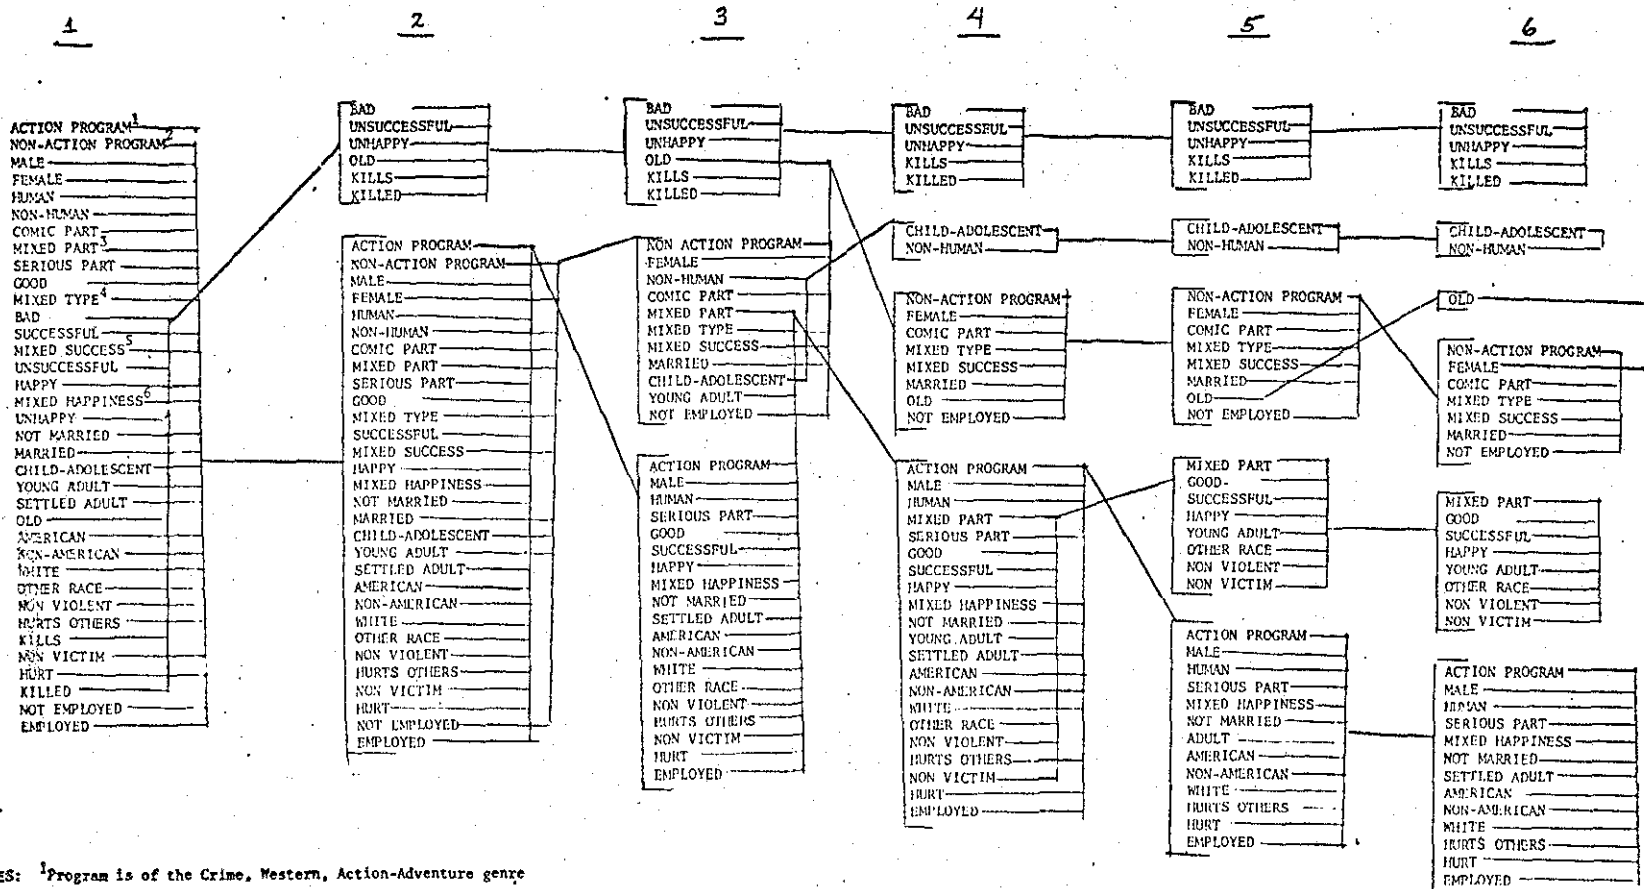 1
2
3
4
5
6
ACTION PROGRAM1
NON-ACTION PROGRAM2
MALE
FEMALE
HUMAN
NON-HUMAN
COMIC PART
MIXED PART3
SERIOUS PART
GOOD
MIXED TYPE4
BAD
SUCCESSFUL
MIXED SUCCESS5
UNSUCCESSFUL
HAPPY
MIXED HAPPINESS6
UNHAPPY
NOT MARRIED
MARRIED
CHILD-ADOLESCENT
YOUNG ADULT
SETTLED ADULT
OLD
AMERICAN
NON-AMERICAN
WHITE
OTHER RACE
NON VIOLENT
HURTS OTHERS
KILLS
NON VICTIM
HURT
KILLED
NOT EMPLOYED
EMPLOYED
BAD
UNSUCCESSFUL
UNHAPPY
OLD
KILLS
KILLED
ACTION PROGRAM
NON-ACTION PROGRAM
MALE
FEMALE
HUMAN
NON-HUMAN
COMIC PART
MIXED PART
SERIOUS PART
GOOD
MIXED TYPE
SUCCESSFUL
MIXED SUCCESS
HAPPY
MIXED HAPPINESS
NOT MARRIED
MARRIED
CHILD-ADOLESCENT
YOUNG ADULT
SETTLED ADULT
AMERICAN
NON-AMERICAN
WHITE
OTHER RACE
NON VIOLENT
HURTS OTHERS
NON VICTIM
HURT
NOT EMPLOYED
EMPLOYED
BAD
UNSUCCESSFUL
UNHAPPY
OLD
KILLS
KILLED
NON ACTION PROGRAM
FEMALE
NON-HUMAN
COMIC PART
MIXED PART
MIXED TYPE
MIXED SUCCESS
MARRIED
CHILD-ADOLESCENT
YOUNG ADULT
NOT EMPLOYED
ACTION PROGRAM
MALE
HUMAN
SERIOUS PART
GOOD
SUCCESSFUL
HAPPY
MIXED HAPPINESS
NOT MARRIED
SETTLED ADULT
AMERICAN
NON-AMERICAN
WHITE
OTHER RACE
NON VIOLENT
HURTS OTHERS
NON VICTIM
HURT
EMPLOYED
BAD
UNSUCCESSFUL
UNHAPPY
KILLS
KILLED
CHILD-ADOLESCENT
NON-HUMAN
NON-ACTION PROGRAM
FEMALE
COMIC PART
MIXED TYPE
MIXED SUCCESS
MARRIED
OLD
NOT EMPLOYED
ACTION PROGRAM
MALE
HUMAN
MIXED PART
SERIOUS PART
GOOD
SUCCESSFUL
HAPPY
MIXED HAPPINESS
NOT MARRIED
YOUNG ADULT
SETTLED ADULT
AMERICAN
NON-AMERICAN
WHITE
OTHER RACE
NON VIOLENT
HURTS OTHERS
NON VICTIM
HURT
EMPLOYED
BAD
UNSUCCESSFUL
UNHAPPY
KILLS
KILLED
CHILD-ADOLESCENT
NON-HUMAN
NON-ACTION PROGRAM
FEMALE
COMIC PART
MIXED TYPE
MIXED SUCCESS
MARRIED
OLD
NOT EMPLOYED
MIXED PART
GOOD
SUCCESSFUL
HAPPY
YOUNG ADULT
OTHER RACE
NON VIOLENT
NON VICTIM
ACTION PROGRAM
MALE
HUMAN
SERIOUS PART
MIXED HAPPINESS
NOT MARRIED
ADULT
AMERICAN
NON-AMERICAN
WHITE
HURTS OTHERS
HURT
EMPLOYED
BAD
UNSUCCESSFUL
UNHAPPY
KILLS
KILLED
CHILD-ADOLESCENT
NON-HUMAN
OLD
NON-ACTION PROGRAM
FEMALE
COMIC PART
MIXED TYPE
MIXED SUCCESS
MARRIED
NOT EMPLOYED
MIXED PART
GOOD
SUCCESSFUL
HAPPY
YOUNG ADULT
OTHER RACE
NON VIOLENT
NON VICTIM
ACTION PROGRAM
MALE
HUMAN
SERIOUS PART
MIXED HAPPINESS
NOT MARRIED
SETTLED ADULT
AMERICAN
NON-AMERICAN
WHITE
HURTS OTHERS
HURT
EMPLOYED
ES: 1Program is of the Crime, Western, Action-Adventure genre